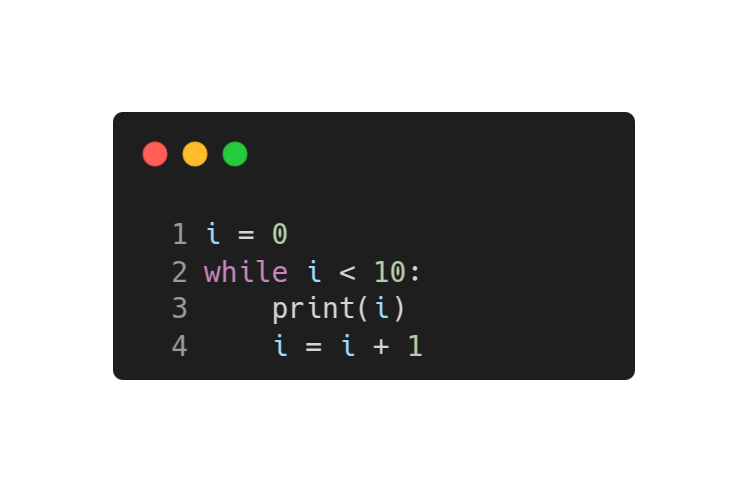 1 i = 0
2 while i < 10:
3     print(i)
4     i = i + 1